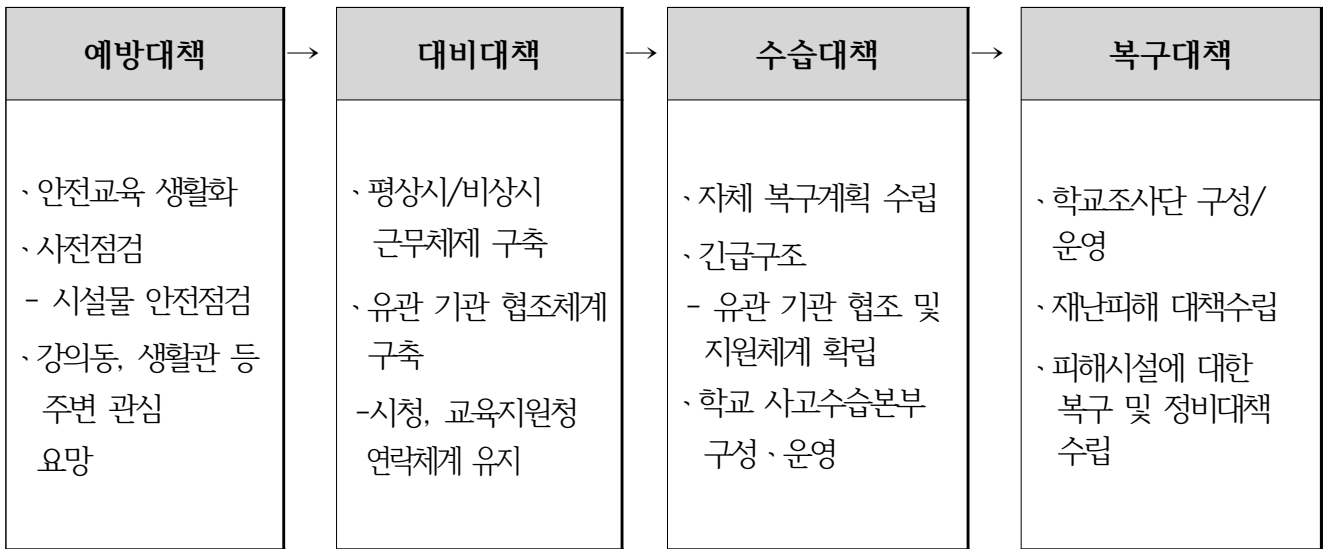 예방대책
→
대비대책
→
수습대책
→
복구대책
、안전교육 생활화
、사전점검
- 시설물 안전점검
、강의동, 생활관 등
주변 관심
요망
、평상시/비상시
근무체제 구축
、유관 기관 협조체계
구축
-시청, 교육지원청
연락체계 유지
、자체 복구계획 수립
、긴급구조
- 유관 기관 협조 및
지원체계 확립
、학교 사고수습본부
구성、운영
、학교조사단 구성/
운영
、재난피해 대책수립
、피해시설에 대한
복구 및 정비대책
수립